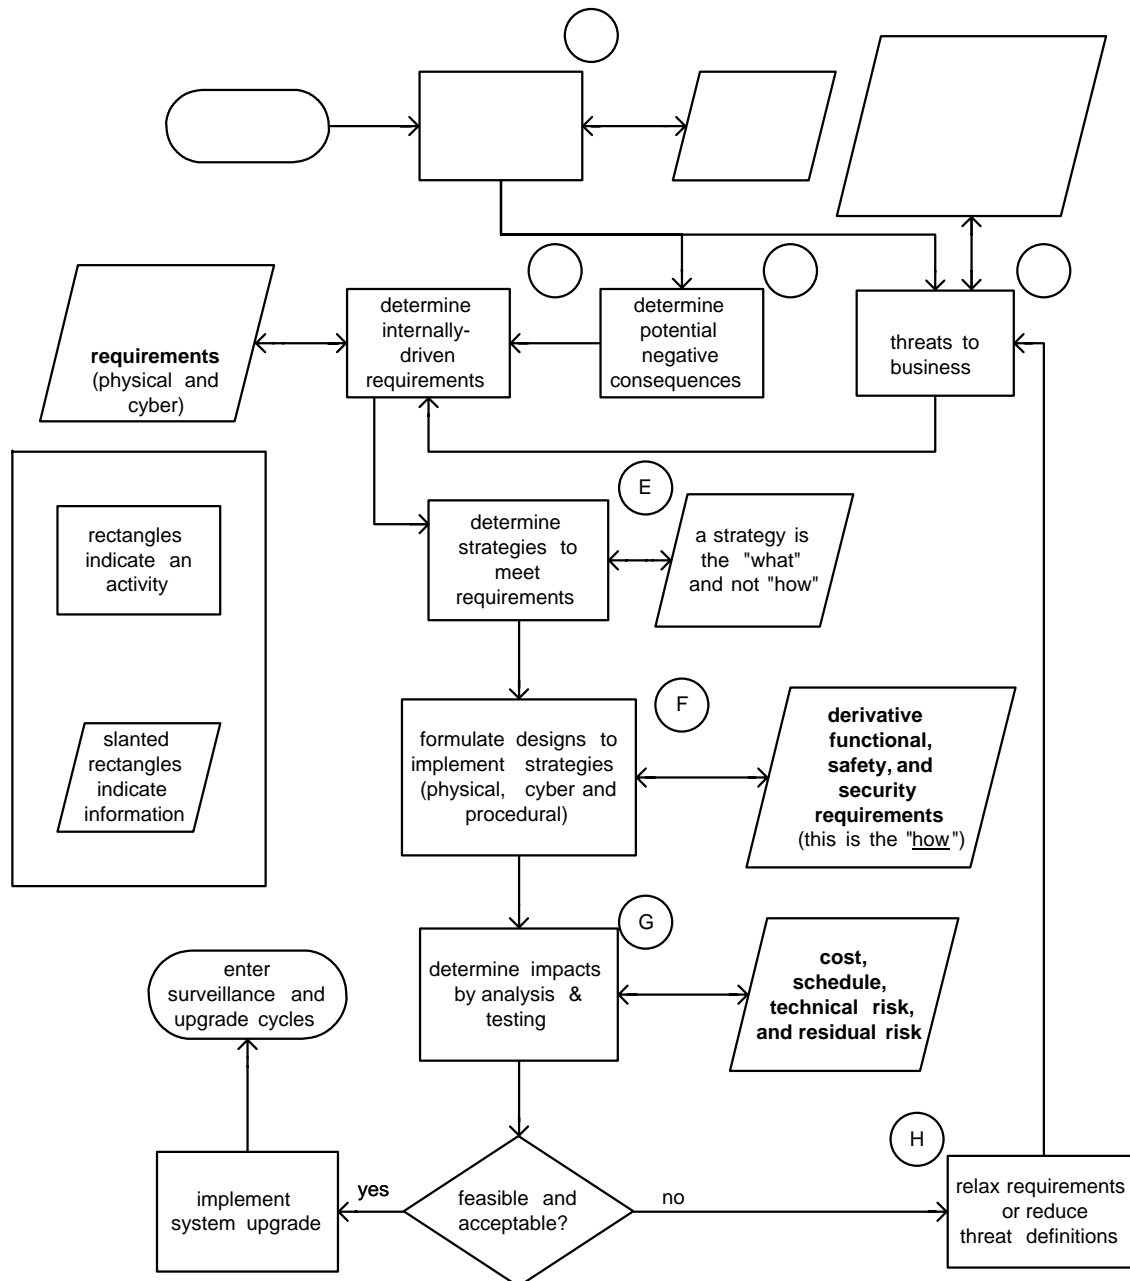 determine
internally-
driven
requirements
determine
potential
negative
consequences
threats to
business
requirements
(physical and
cyber)
E
determine
strategies to
meet
requirements
a strategy is
the "what"
and not "how"
rectangles
indicate an
activity
F
formulate designs to
implement strategies
(physical, cyber and
procedural)
derivative
functional,
safety, and
security
requirements
(this is the "how")
slanted
rectangles
indicate
information
G
determine impacts
by analysis &
testing
cost,
schedule,
technical risk,
and residual risk
enter
surveillance and
upgrade cycles
H
implement
system upgrade
yes
feasible and
acceptable?
no
relax requirements
or reduce
threat definitions